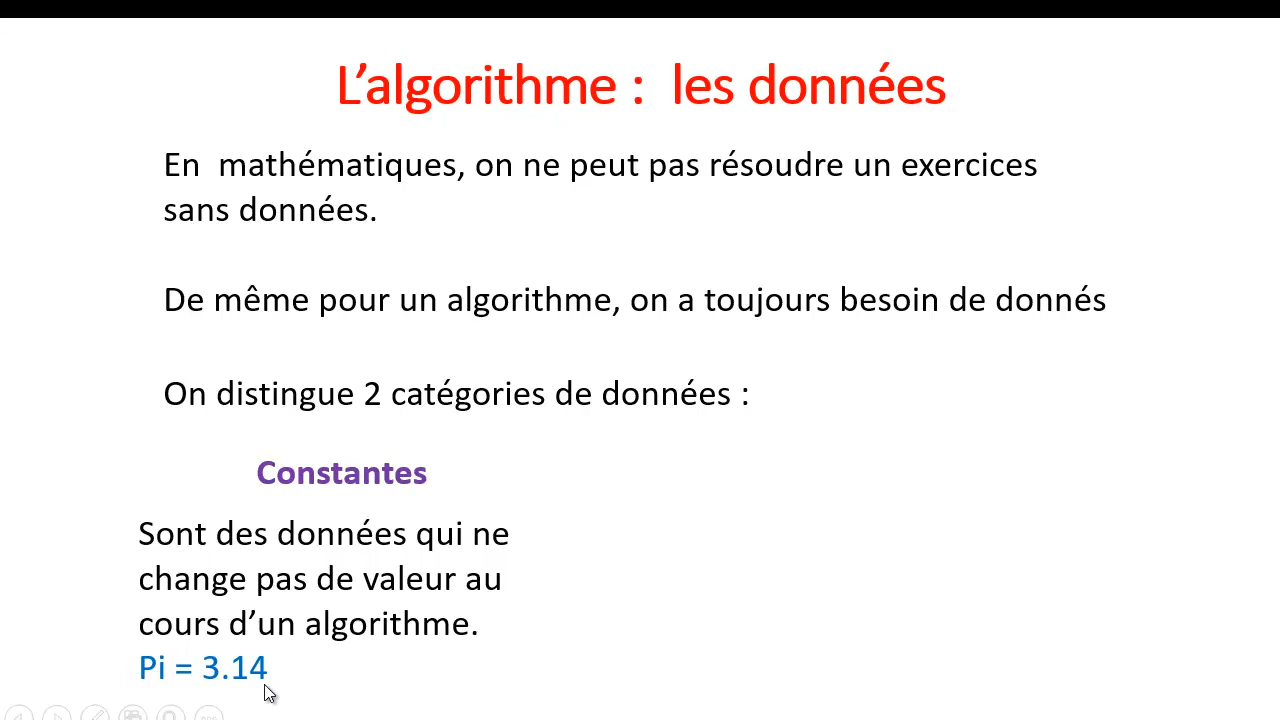 L’algorithme : les données
En mathématiques, on ne peut pas résoudre un exercices
sans données.
De même pour un algorithme, on a toujours besoin de donnés
On distingue 2 catégories de données :
Constantes
Sont des données qui ne
change pas de valeur au
cours d’un algorithme.
Pi = 3.14